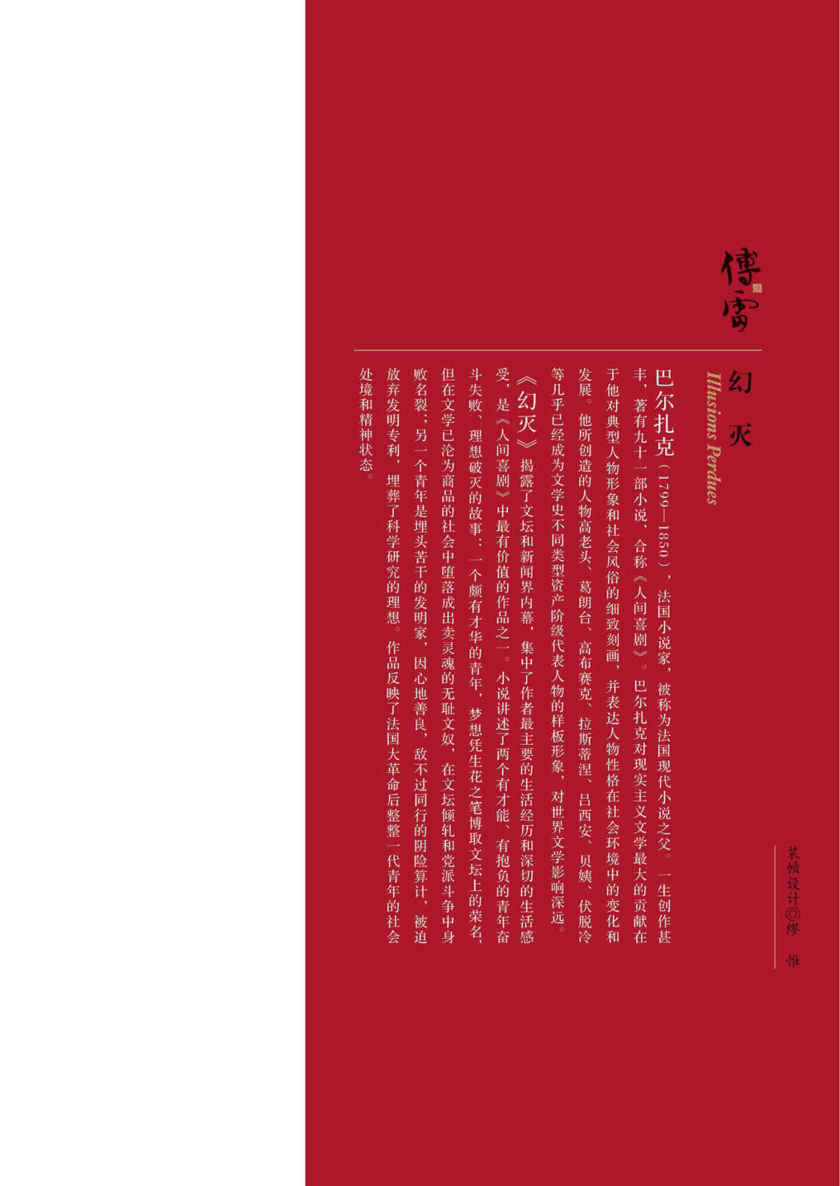 傅雷
幻灭
Illusions Perdues
巴尔扎克（1799—1850），法国小说家，被称为法国现代小说之父。一生创作甚
丰，著有九十一部小说，合称《人间喜剧》。巴尔扎克对现实主义文学最大的贡献在
于他对典型人物形象和社会风俗的细致刻画，并表达人物性格在社会环境中的变化和
发展。他所创造的人物高老头、葛朗台、高布赛克、拉斯蒂涅、吕西安、贝姨、伏脱冷
等几乎已经成为文学史不同类型资产阶级代表人物的样板形象，对世界文学影响深远。
《幻灭》揭露了文坛和新闻界内幕，集中了作者最主要的生活经历和深切的生活感
受，是《人间喜剧》中最有价值的作品之一。小说讲述了两个有才能、有抱负的青年奋
斗失败、理想破灭的故事：一个颇有才华的青年，梦想凭生花之笔博取文坛上的荣名，
但在文学已沦为商品的社会中堕落成出卖灵魂的无耻文奴，在文坛倾轧和党派斗争中身
败名裂；另一个青年是埋头苦干的发明家，因心地善良，敌不过同行的阴险算计，被迫
放弃发明专利，埋葬了科学研究的理想。作品反映了法国大革命后整整一代青年的社会
处境和精神状态。
装帧设计◎缪 惟